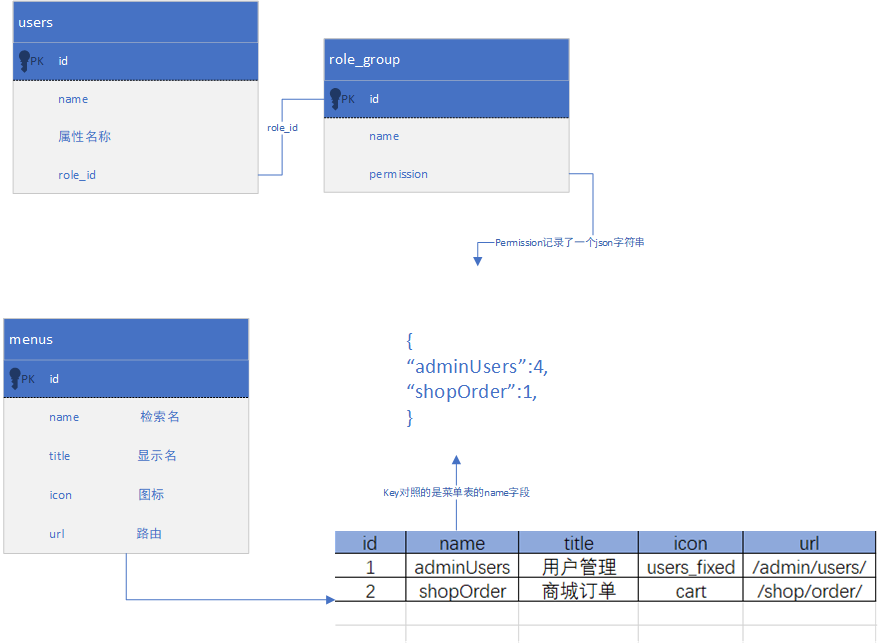 users
PK id
name
属性名称
role_id
role_id
role_group
PK id
name
permission
Permission记录了一个json字符串
{
“adminUsers”:4,
“shopOrder”:1,
}
menus
PK id
name 检索名
title 显示名
icon 图标
url 路由
Key对照的是菜单表的name字段
id name title icon url
1 adminUsers 用户管理 users_fixed /admin/users/
2 shopOrder 商城订单 cart /shop/order/